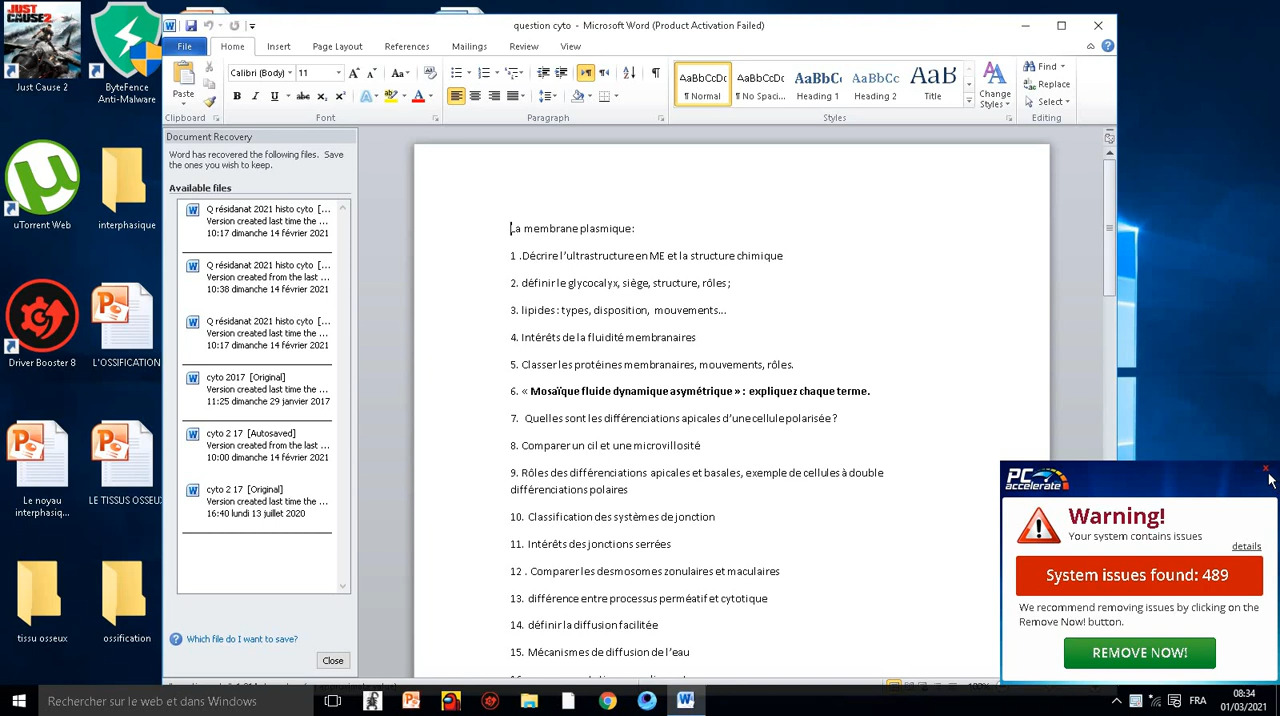 question cyto - Microsoft Word (Product Activation Failed)
File Home Insert Page Layout References Mailings Review View
Calibri (Body) 11
Paste
Clipboard Font Paragraph Styles Editing
AaBbCcDc AaBbCcDc AaBbC AaBbCc AaB
¶ Normal ¶ No Spaci... Heading 1 Heading 2 Title
Change
Styles
Find
Replace
Select
Document Recovery
Word has recovered the following files. Save
the ones you wish to keep.
Available files
Q résidanat 2021 histo cyto [...
Version created last time the ...
10:17 dimanche 14 février 2021
Q résidanat 2021 histo cyto [...
Version created from the last ...
10:38 dimanche 14 février 2021
Q résidanat 2021 histo cyto [...
Version created last time the ...
10:17 dimanche 14 février 2021
cyto 2017 [Original]
Version created last time the ...
11:25 dimanche 29 janvier 2017
cyto 2 17 [Autosaved]
Version created from the last ...
10:00 dimanche 14 février 2021
cyto 2 17 [Original]
Version created last time the ...
16:40 lundi 13 juillet 2020
Which file do I want to save?
Close
La membrane plasmique:
1 .Décrire l'ultrastructure au ME et la structure chimique
2. définir le glycocalyx, siège, structure, rôles ;
3. lipides : types, disposition, mouvements...
4. Intérêts de la fluidité membranaires
5. Classer les protéines membranaires, mouvements, rôles.
6. « Mosaïque fluide dynamique asymétrique » : expliquez chaque terme.
7. Quelles sont les différenciations apicales d'une cellule polarisée ?
8. Comparer un cil et une microvillosité
9. Rôles des différenciations apicales et basales, exemple de cellules à double
différenciations polaires
10. Classification des systèmes de jonction
11. Intérêts des jonctions serrées
12 . Comparer les desmosomes zonulaires et maculaires
13. différence entre processus perméatif et cytotique
14. définir la diffusion facilitée
15. Mécanismes de diffusion de l'eau
JUST
CAUSE 2
Just Cause 2
ByteFence
Anti-Malware
uTorrent Web
interphasique
Driver Booster 8
L'OSSIFICATION
Le noyau
interphasiq...
LE TISSUS OSSEUX
tissu osseux
ossification
PC
accelerate
x
Warning!
Your system contains issues
details
System issues found: 489
We recommend removing issues by clicking on the
Remove Now! button.
REMOVE NOW!
Rechercher sur le web et dans Windows
FRA
08:34
01/03/2021